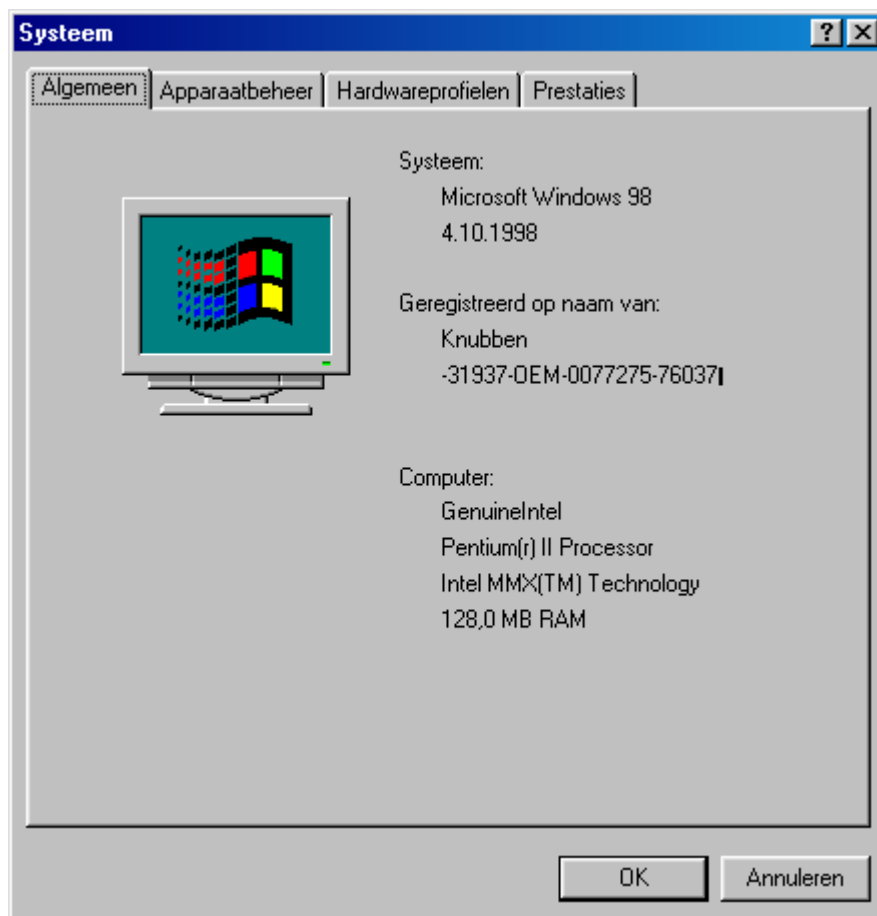 Systeem
Algemeen Apparaatbeheer Hardwareprofielen Prestaties
Systeem:
Microsoft Windows 98
4.10.1998
Geregistreerd op naam van:
Knubben
-31937-OEM-0077275-76037
Computer:
GenuineIntel
Pentium(r) II Processor
Intel MMX(TM) Technology
128,0 MB RAM
OK Annuleren